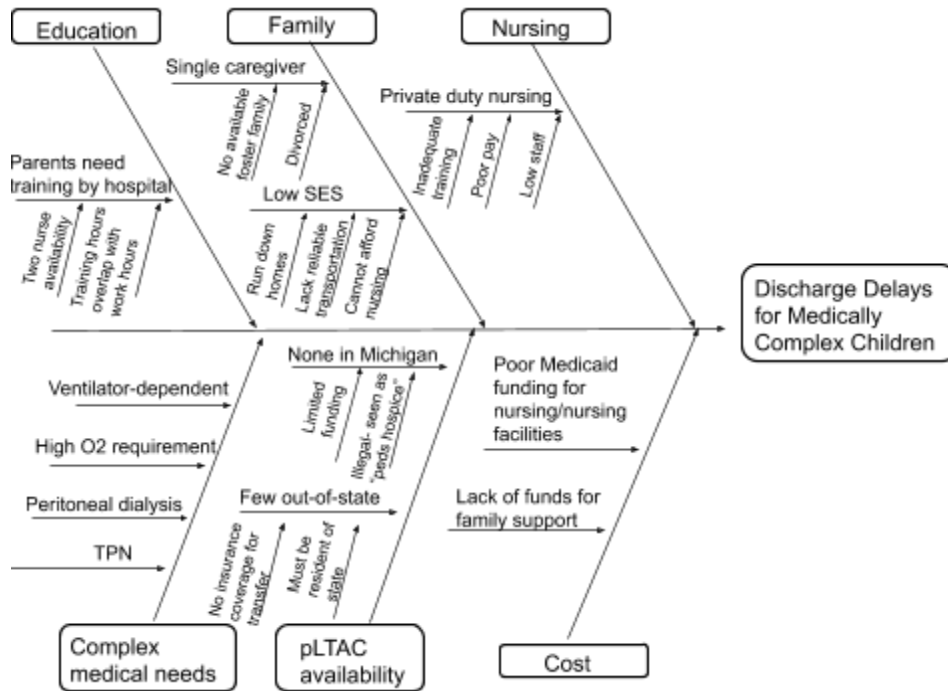 Education
Family
Nursing
Single caregiver
No available
foster family
Divorced
Private duty nursing
Inadequate
training
Poor pay
Low staff
Parents need
training by hospital
Two nurse
availability
Training hours
overlap with
work hours
Low SES
Run down
homes
Lack reliable
transportation
Cannot afford
nursing
Discharge Delays
for Medically
Complex Children
Ventilator-dependent
High O2 requirement
Peritoneal dialysis
TPN
None in Michigan
Limited
funding
Illegal- seen as
"peds hospice"
Few out-of-state
No insurance
coverage for
transfer
Must be
resident of
state
Poor Medicaid
funding for
nursing/nursing
facilities
Lack of funds for
family support
Complex
medical needs
pLTAC
availability
Cost